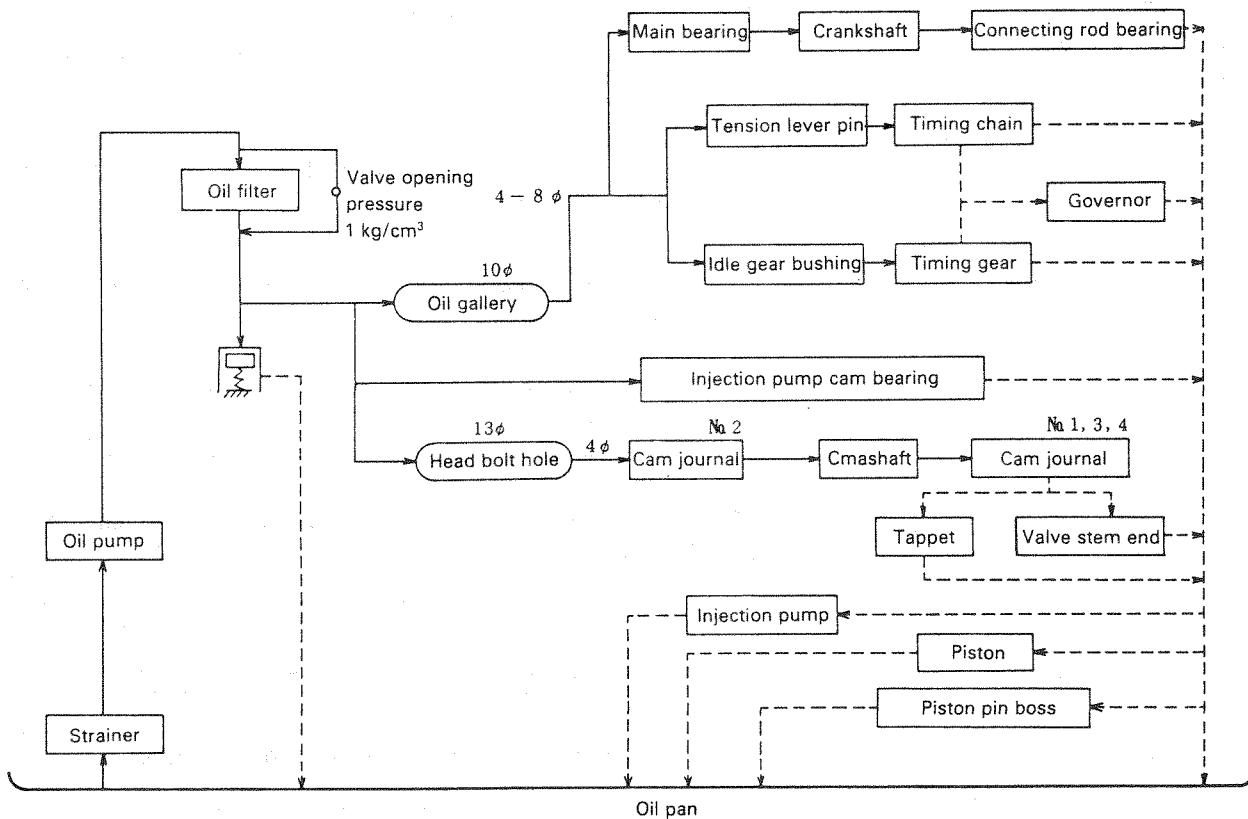 Main bearing
Crankshaft
Connecting rod bearing
Tension lever pin
Timing chain
Oil filter
Valve opening
pressure
1 kg/cm³
4 – 8 φ
Governor
Idle gear bushing
Timing gear
10φ
Oil gallery
Injection pump cam bearing
13φ
Head bolt hole
4φ
№ 2
Cam journal
Cmashaft
№ 1, 3, 4
Cam journal
Oil pump
Tappet
Valve stem end
Injection pump
Piston
Piston pin boss
Strainer
Oil pan